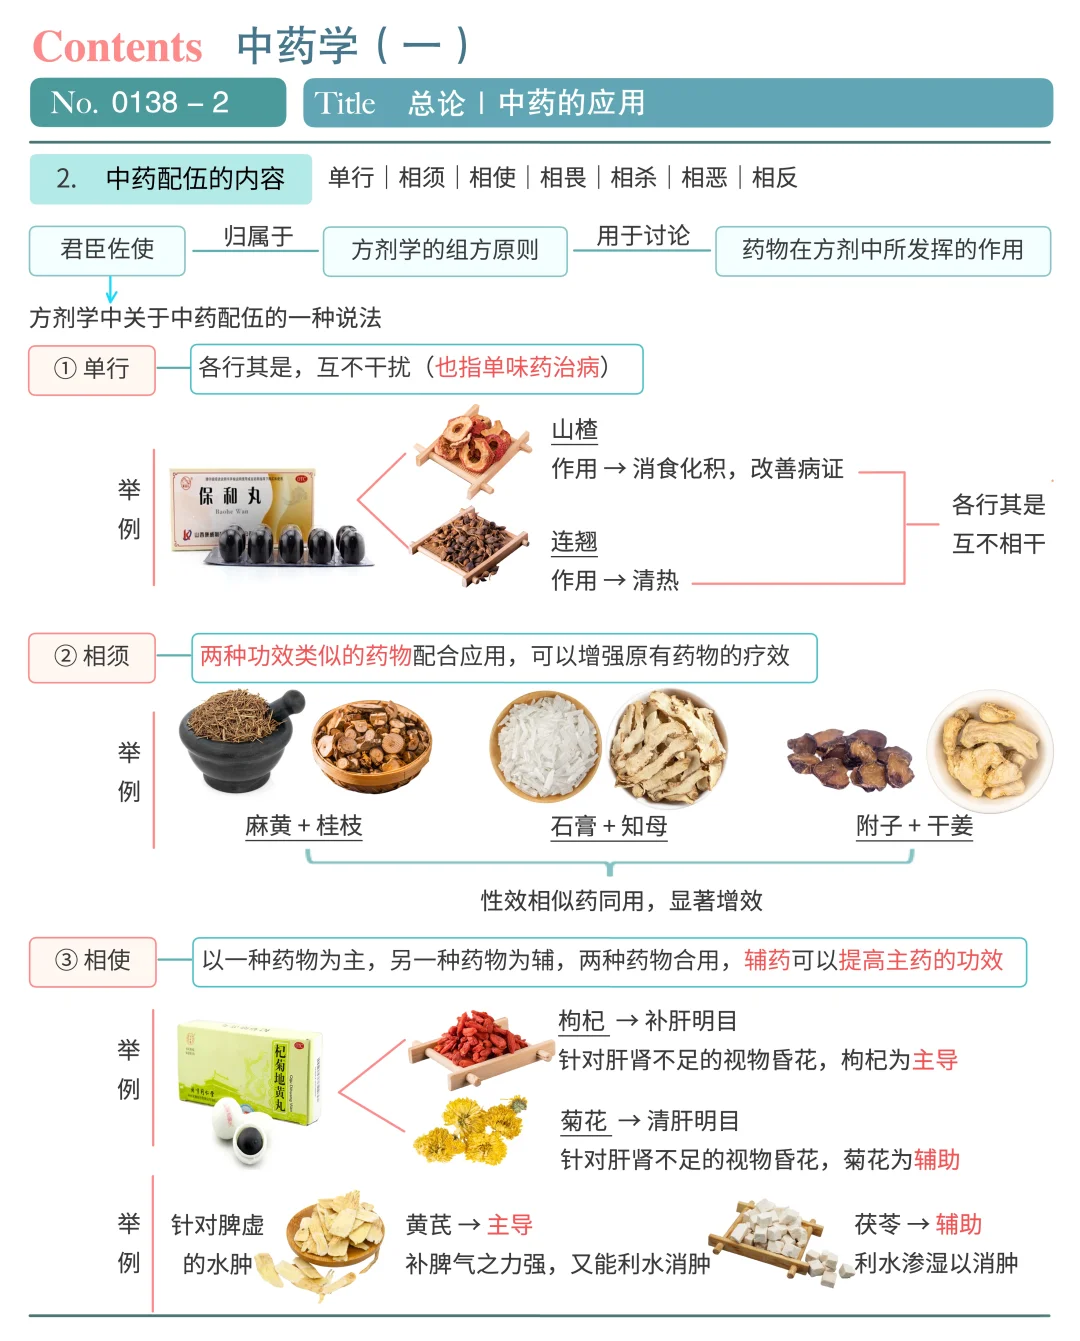 Contents 中药学（一）
No. 0138 – 2
Title 总论 | 中药的应用
2. 中药配伍的内容 单行｜相须｜相使｜相畏｜相杀｜相恶｜相反
君臣佐使 归属于 方剂学的组方原则 用于讨论 药物在方剂中所发挥的作用
方剂学中关于中药配伍的一种说法
① 单行 各行其是，互不干扰（也指单味药治病）
举
例
保和丸
Baohe Wan
OTC
山楂
作用 → 消食化积，改善病证
连翘
作用 → 清热
各行其是
互不相干
② 相须 两种功效类似的药物配合应用，可以增强原有药物的疗效
举
例
麻黄 + 桂枝
石膏 + 知母
附子 + 干姜
性效相似药同用，显著增效
③ 相使 以一种药物为主，另一种药物为辅，两种药物合用，辅药可以提高主药的功效
举
例
杞菊地黄丸
枸杞 → 补肝明目
针对肝肾不足的视物昏花，枸杞为主导
菊花 → 清肝明目
针对肝肾不足的视物昏花，菊花为辅助
举
例
针对脾虚
的水肿
黄芪 → 主导
补脾气之力强，又能利水消肿
茯苓 → 辅助
利水渗湿以消肿